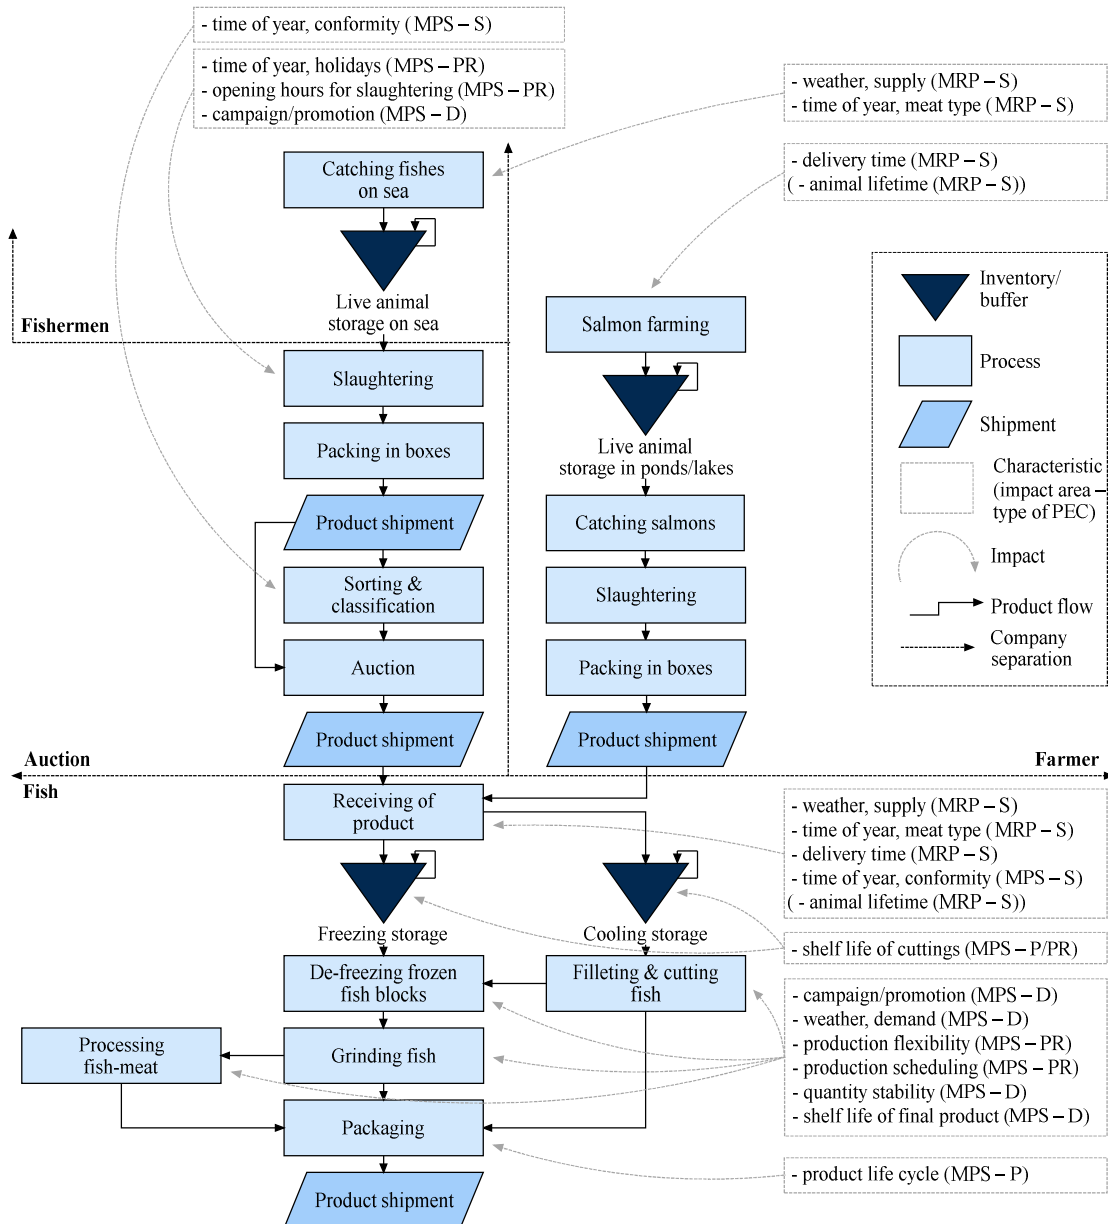 - time of year, conformity (MPS – S)
- time of year, holidays (MPS – PR)
- opening hours for slaughtering (MPS – PR)
- campaign/promotion (MPS – D)
- weather, supply (MRP – S)
- time of year, meat type (MRP – S)
- delivery time (MRP – S)
( - animal lifetime (MRP – S))
Catching fishes
on sea
Live animal
storage on sea
Fishermen
Slaughtering
Packing in boxes
Product shipment
Sorting &
classification
Auction
Product shipment
Salmon farming
Live animal
storage in ponds/lakes
Catching salmons
Slaughtering
Packing in boxes
Product shipment
Inventory/
buffer
Process
Shipment
Characteristic
(impact area –
type of PEC)
Impact
Product flow
Company
separation
Auction
Farmer
Fish
Receiving of
product
Freezing storage
Cooling storage
De-freezing frozen
fish blocks
Filleting & cutting
fish
Processing
fish-meat
Grinding fish
Packaging
Product shipment
- weather, supply (MRP – S)
- time of year, meat type (MRP – S)
- delivery time (MRP – S)
- time of year, conformity (MPS – S)
( - animal lifetime (MRP – S))
- shelf life of cuttings (MPS – P/PR)
- campaign/promotion (MPS – D)
- weather, demand (MPS – D)
- production flexibility (MPS – PR)
- production scheduling (MPS – PR)
- quantity stability (MPS – D)
- shelf life of final product (MPS – D)
- product life cycle (MPS – P)